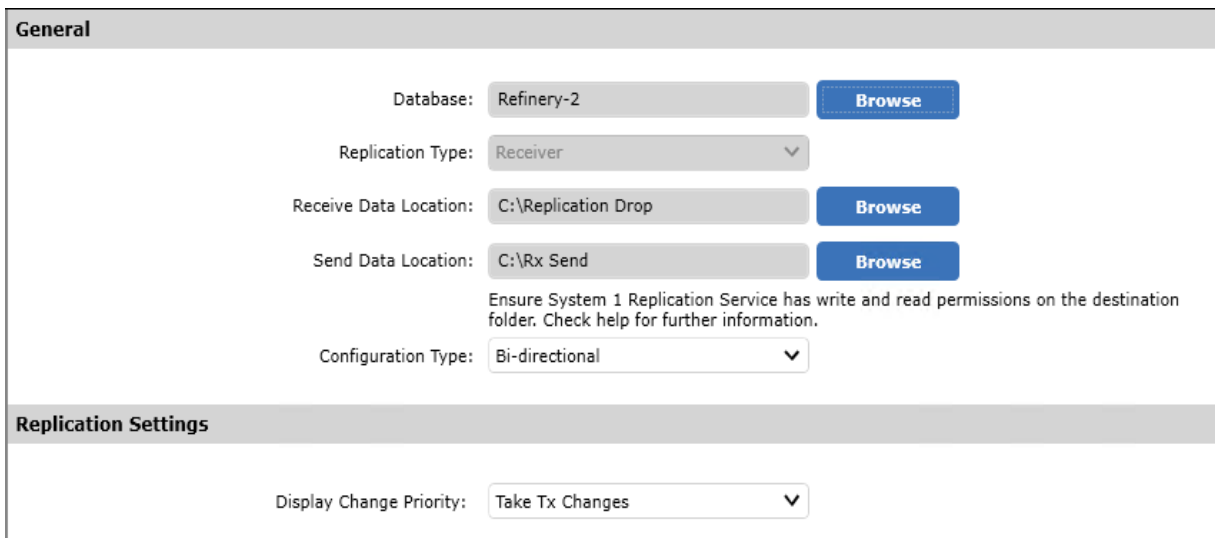 General
Database: Refinery-2 Browse
Replication Type: Receiver
Receive Data Location: C:\Replication Drop Browse
Send Data Location: C:\Rx Send Browse
Ensure System 1 Replication Service has write and read permissions on the destination
folder. Check help for further information.
Configuration Type: Bi-directional
Replication Settings
Display Change Priority: Take Tx Changes